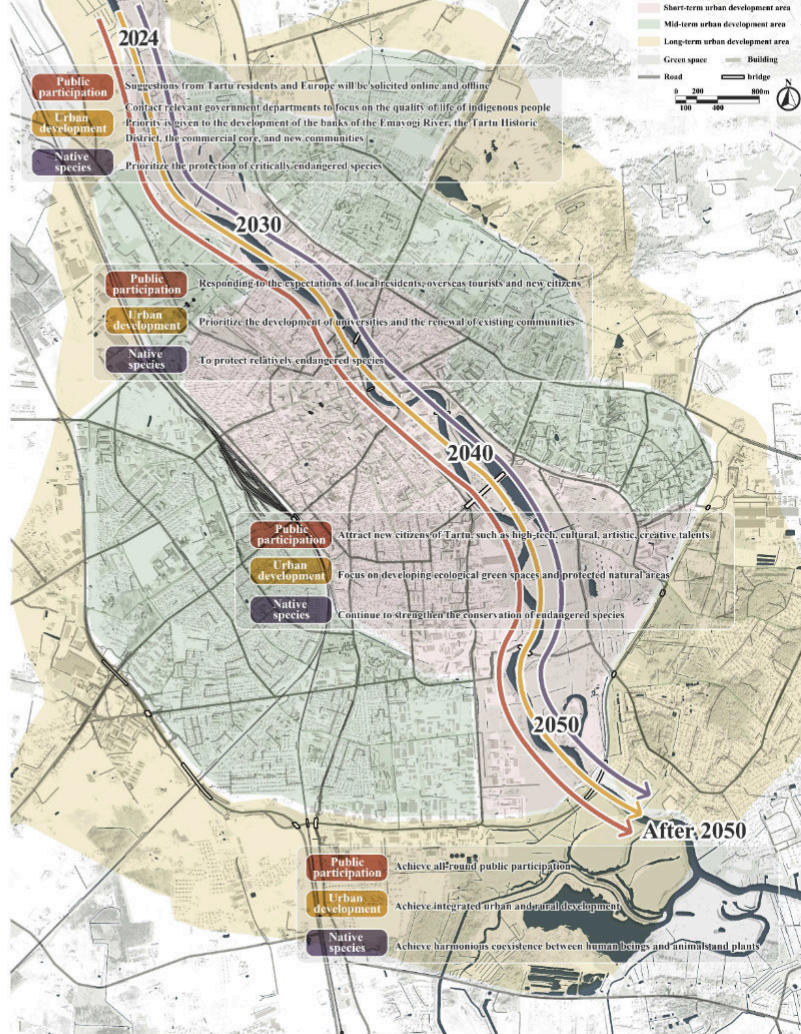 Short-term urban development area
Mid-term urban development area
Long-term urban development area
Green space
Building
Road
bridge
0 200 800m
100 400
2024
Public
participation
Suggestions from Tartu residents and Europe will be solicited online and offline
Contact relevant government departments to focus on the quality of life of indigenous people
Urban
development
Priority is given to the development of the banks of the Emavogi River, the Tartu Historic
District, the commercial core, and new communities
Native
species
Prioritize the protection of critically endangered species
2030
Public
participation
Responding to the expectations of local residents, overseas tourists and new citizens
Urban
development
Prioritize the development of universities and the renewal of existing communities
Native
species
To protect relatively endangered species
2040
Public
participation
Attract new citizens of Tartu, such as high-tech, cultural, artistic, creative talents
Urban
development
Focus on developing ecological green spaces and protected natural areas
Native
species
Continue to strengthen the conservation of endangered species
2050
After 2050
Public
participation
Achieve all-round public participation
Urban
development
Achieve integrated urban and rural development
Native
species
Achieve harmonious coexistence between human beings and animalstand plants